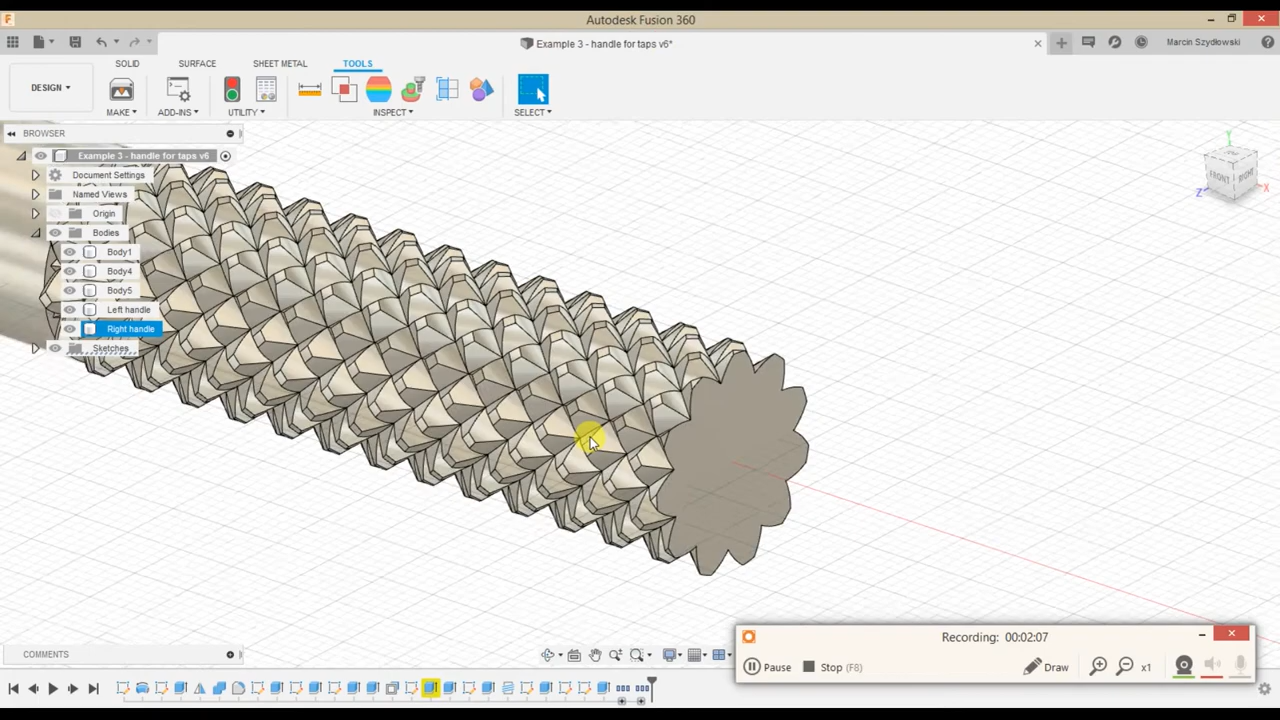 Autodesk Fusion 360
Example 3 - handle for taps v6*
Marcin Szydłowski
SOLID SURFACE SHEET METAL TOOLS
DESIGN
MAKE ADD-INS UTILITY INSPECT SELECT
BROWSER
Example 3 - handle for taps v6
Document Settings
Named Views
Origin
Bodies
Body1
Body4
Body5
Left handle
Right handle
Sketches
Y
FRONT RIGHT
Z X
Recording: 00:02:07
COMMENTS
Pause Stop (F8) Draw x1